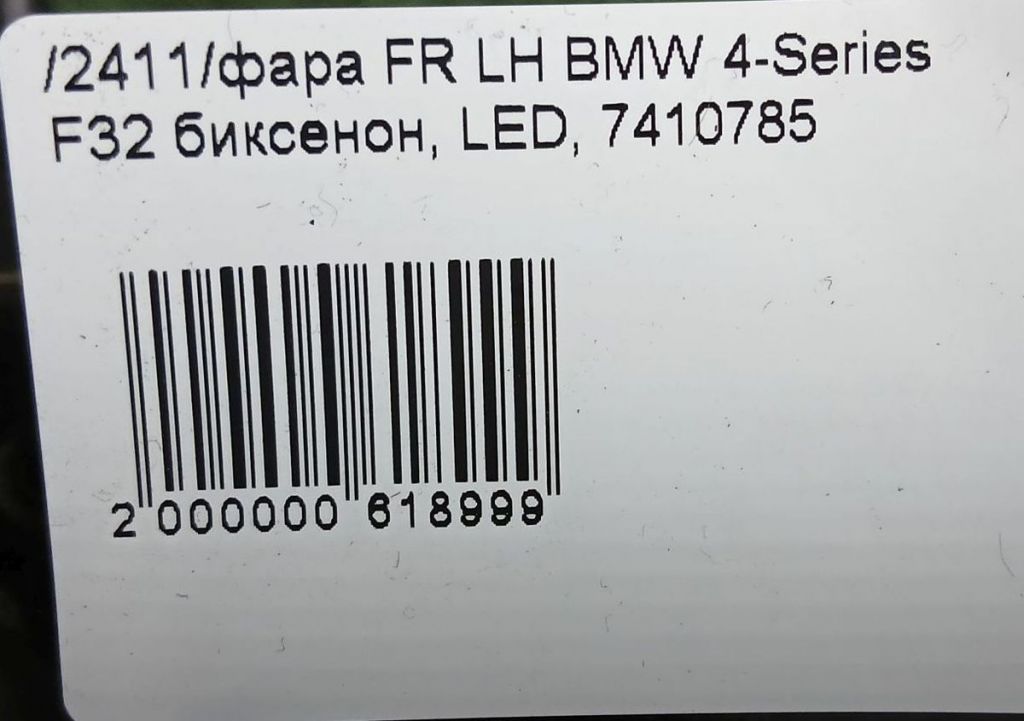 /2411/фара FR LH BMW 4-Series
F32 биксенон, LED, 7410785
2 000000 618999